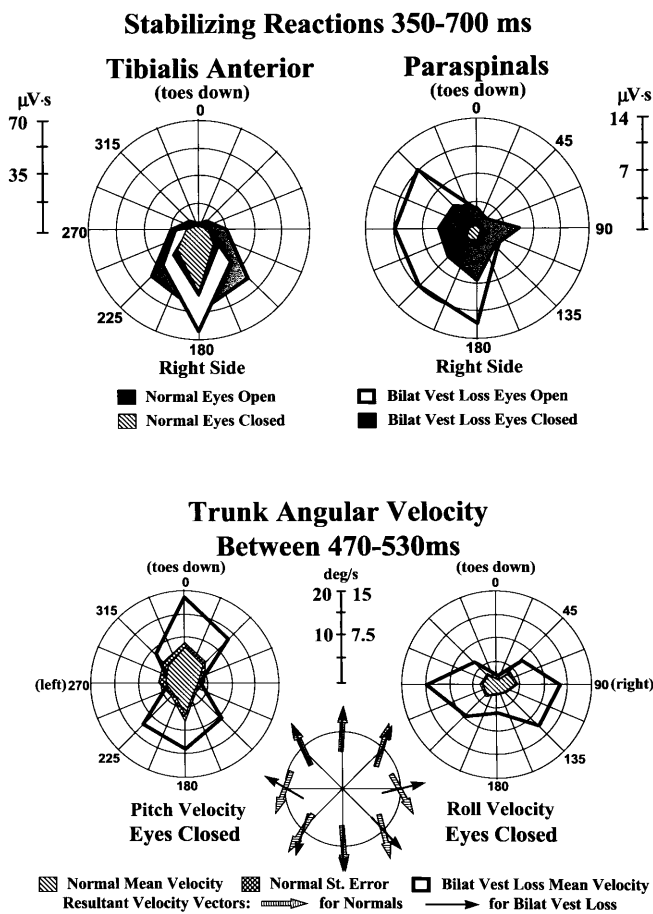 Stabilizing Reactions 350-700 ms
Tibialis Anterior
(toes down)
0
Paraspinals
(toes down)
0
µV·s
70
35
315
270
225
180
Right Side
µV·s
14
7
45
90
135
180
Right Side
Normal Eyes Open
Normal Eyes Closed
Bilat Vest Loss Eyes Open
Bilat Vest Loss Eyes Closed
Trunk Angular Velocity
Between 470-530ms
(toes down)
0
315
(left) 270
225
180
Pitch Velocity
Eyes Closed
deg/s
20 15
10 7.5
(toes down)
0
45
90 (right)
135
180
Roll Velocity
Eyes Closed
Normal Mean Velocity
Normal St. Error
Bilat Vest Loss Mean Velocity
Resultant Velocity Vectors: for Normals for Bilat Vest Loss